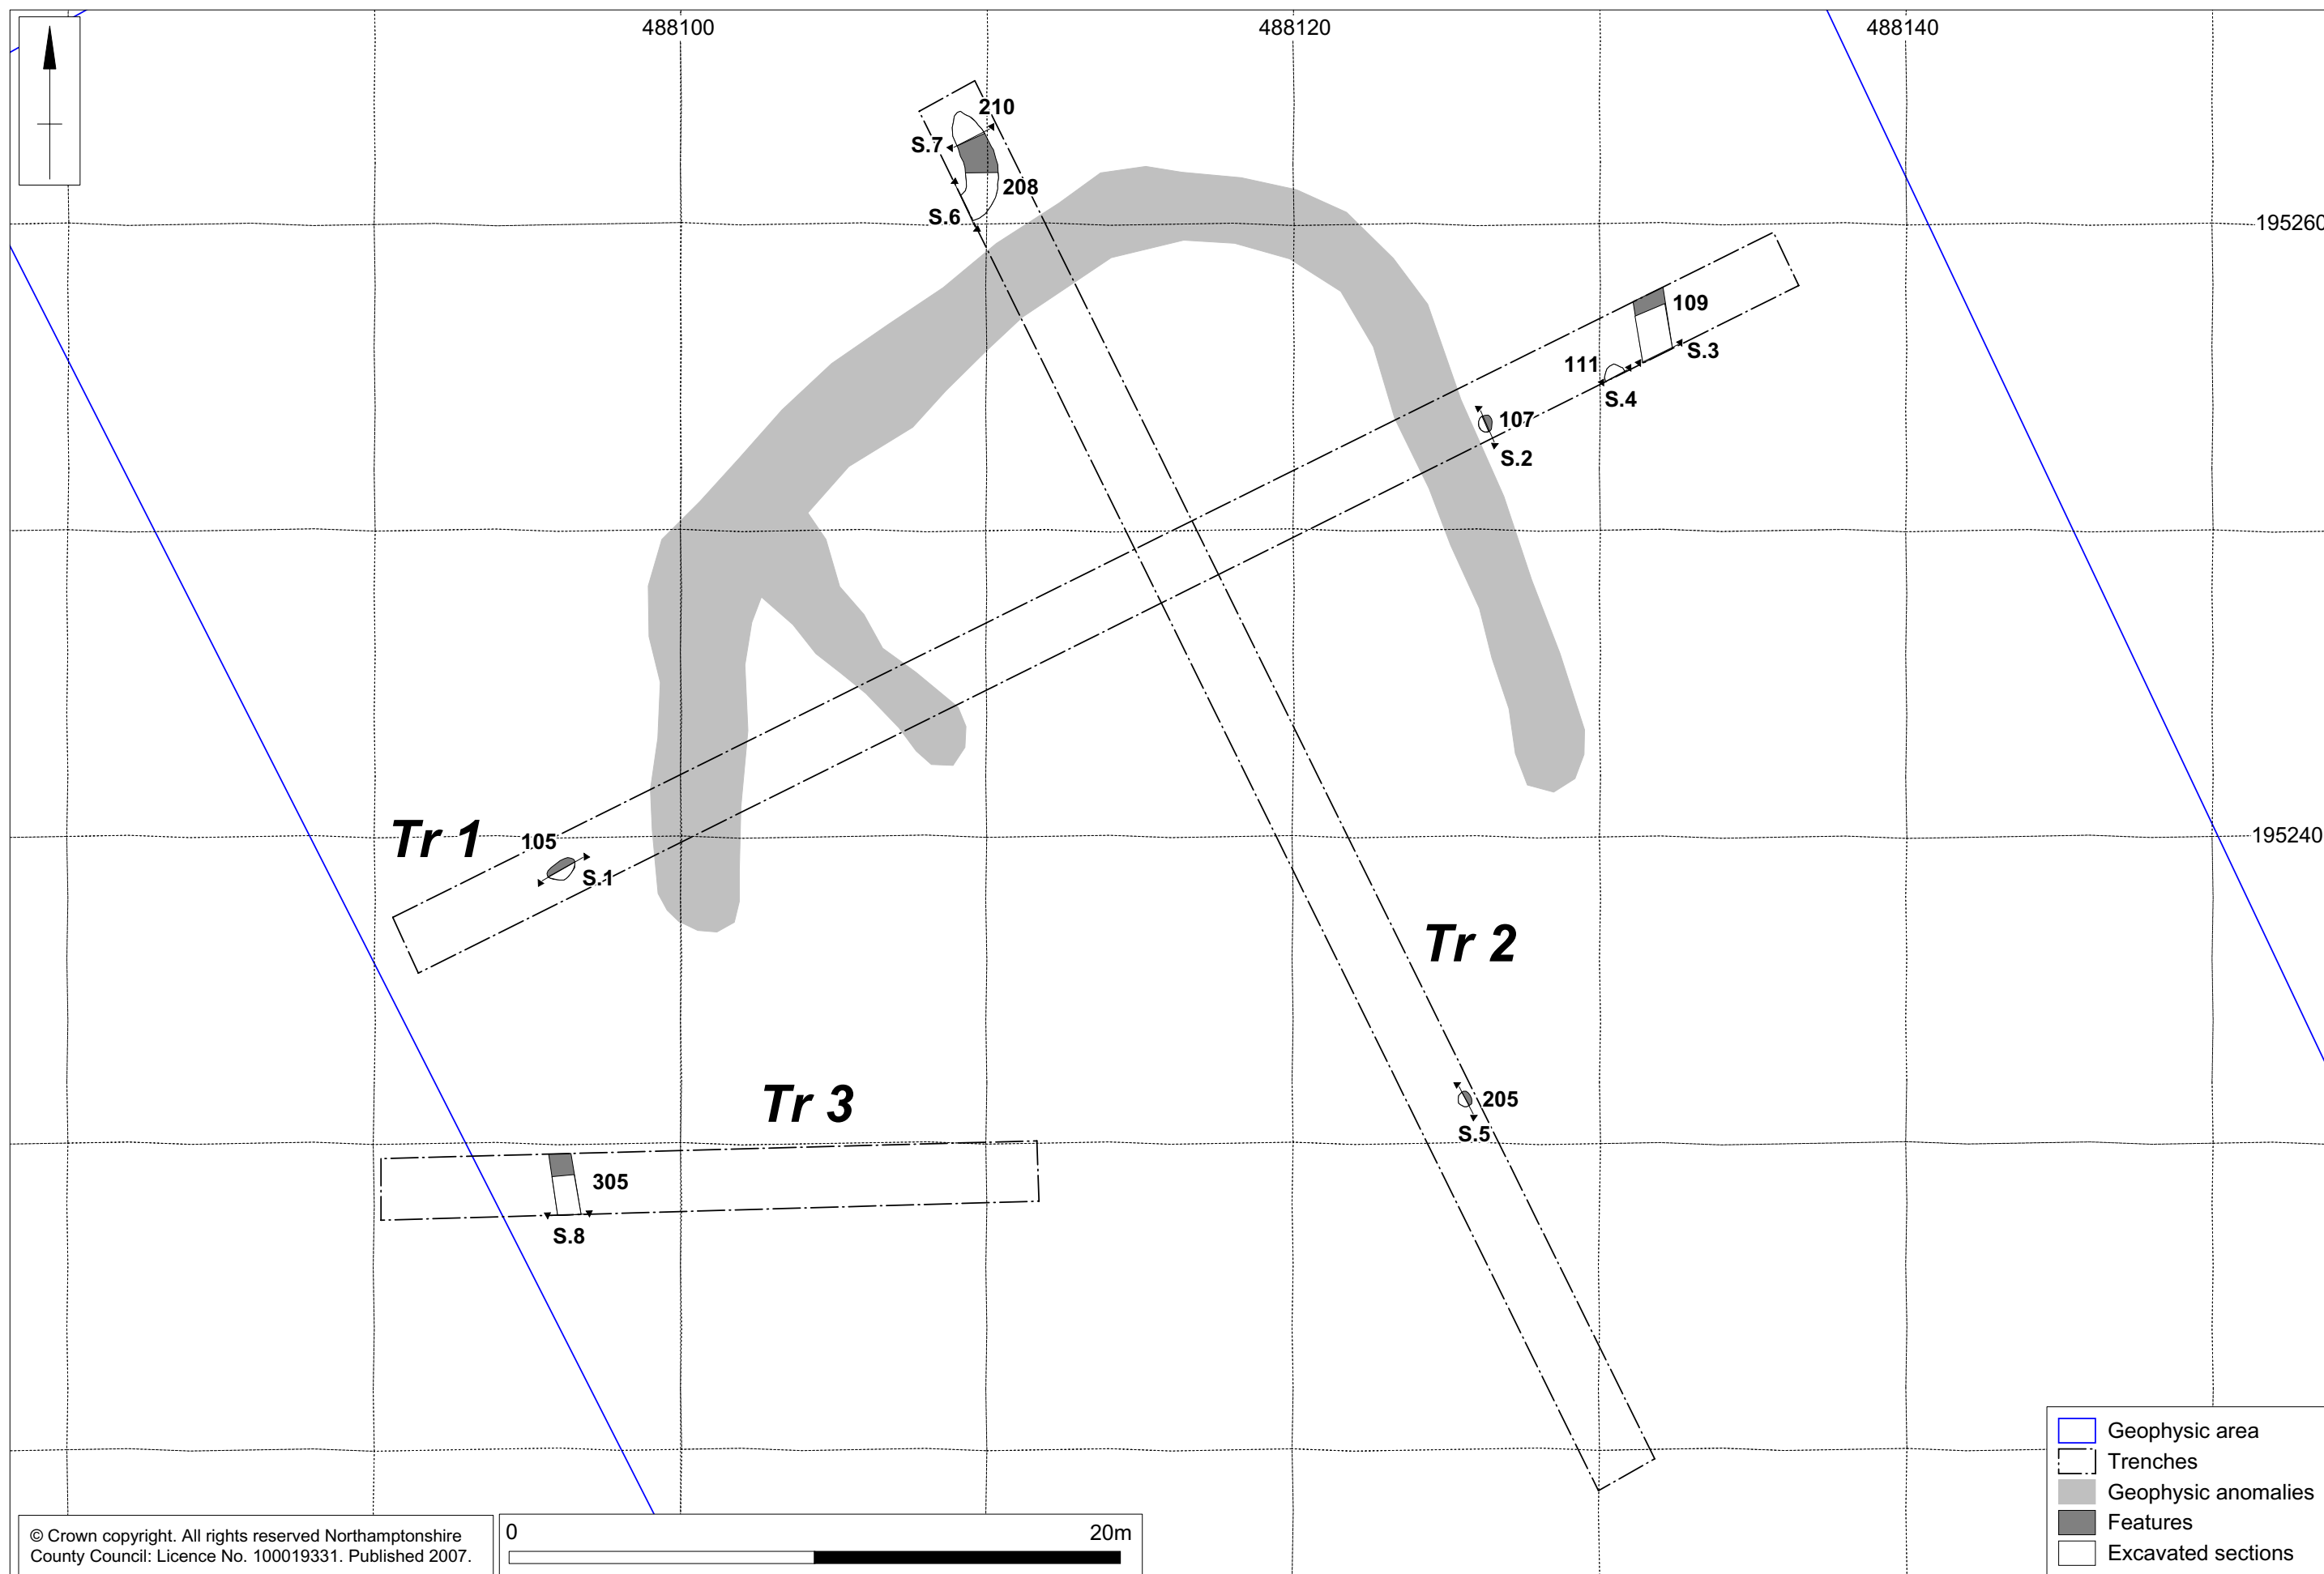 488100
488120
488140
210
S.7
208
S.6
195260
109
S.3
111
S.4
107
S.2
Tr 1
105
S.1
195240
Tr 2
Tr 3
205
S.5
305
S.8
Geophysic area
Trenches
Geophysic anomalies
Features
Excavated sections
© Crown copyright. All rights reserved Northamptonshire
County Council: Licence No. 100019331. Published 2007.
0 20m